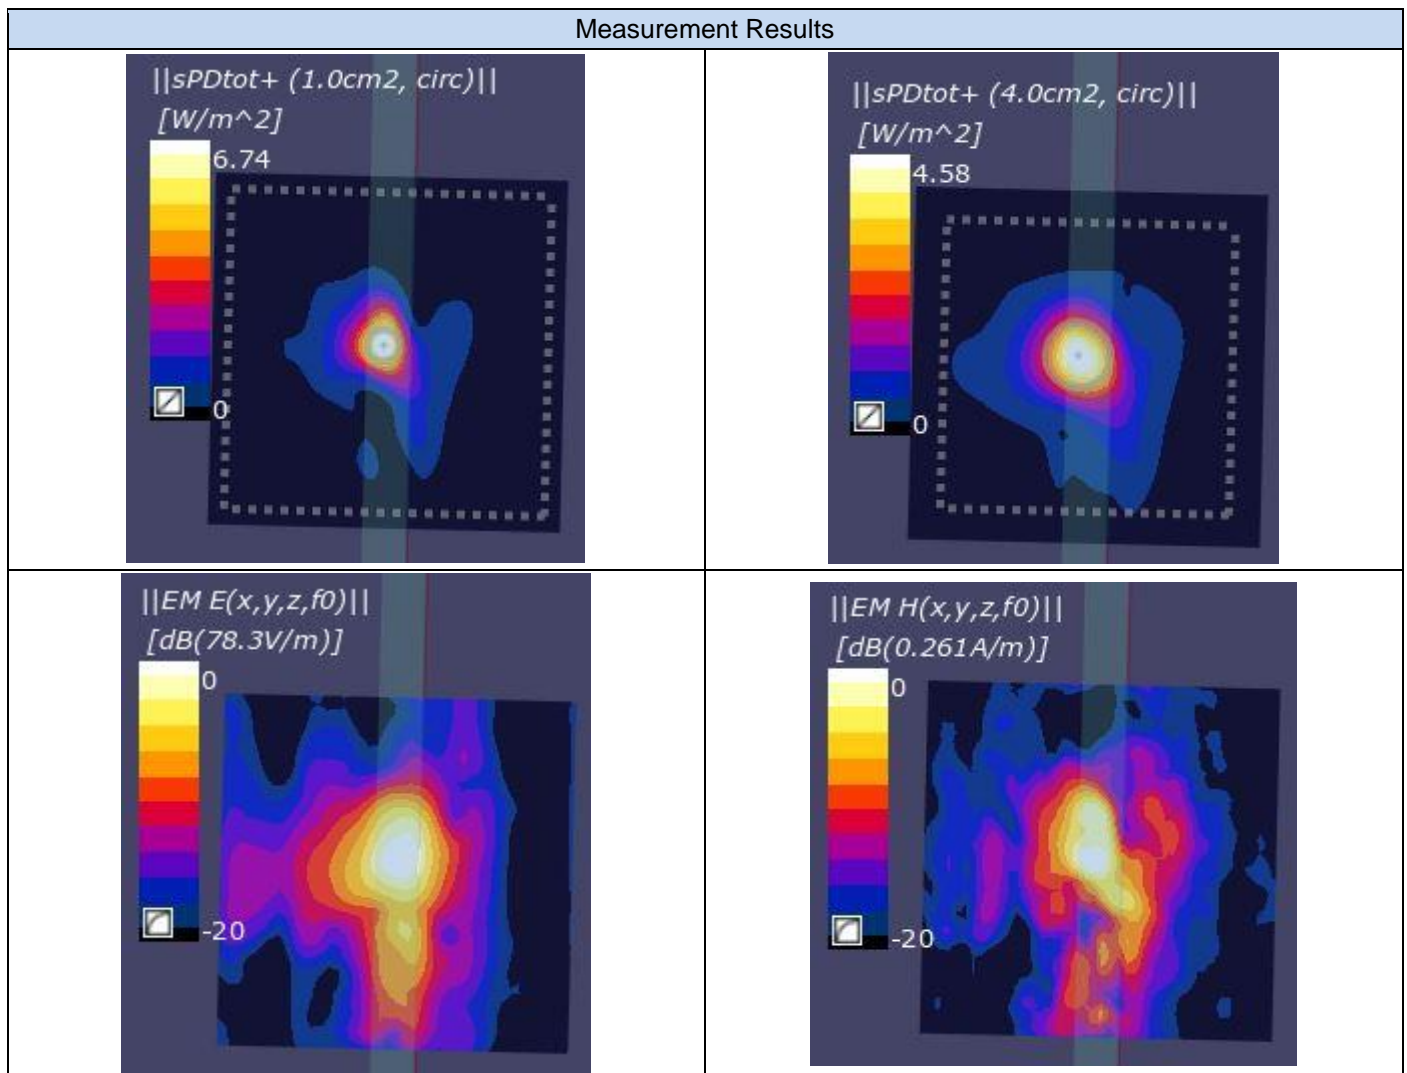 Measurement Results
||sPDtot+ (1.0cm2, circ)||
[W/m^2]
6.74
0
||sPDtot+ (4.0cm2, circ)||
[W/m^2]
4.58
0
||EM E(x,y,z,f0)||
[dB(78.3V/m)]
0
-20
||EM H(x,y,z,f0)||
[dB(0.261A/m)]
0
-20